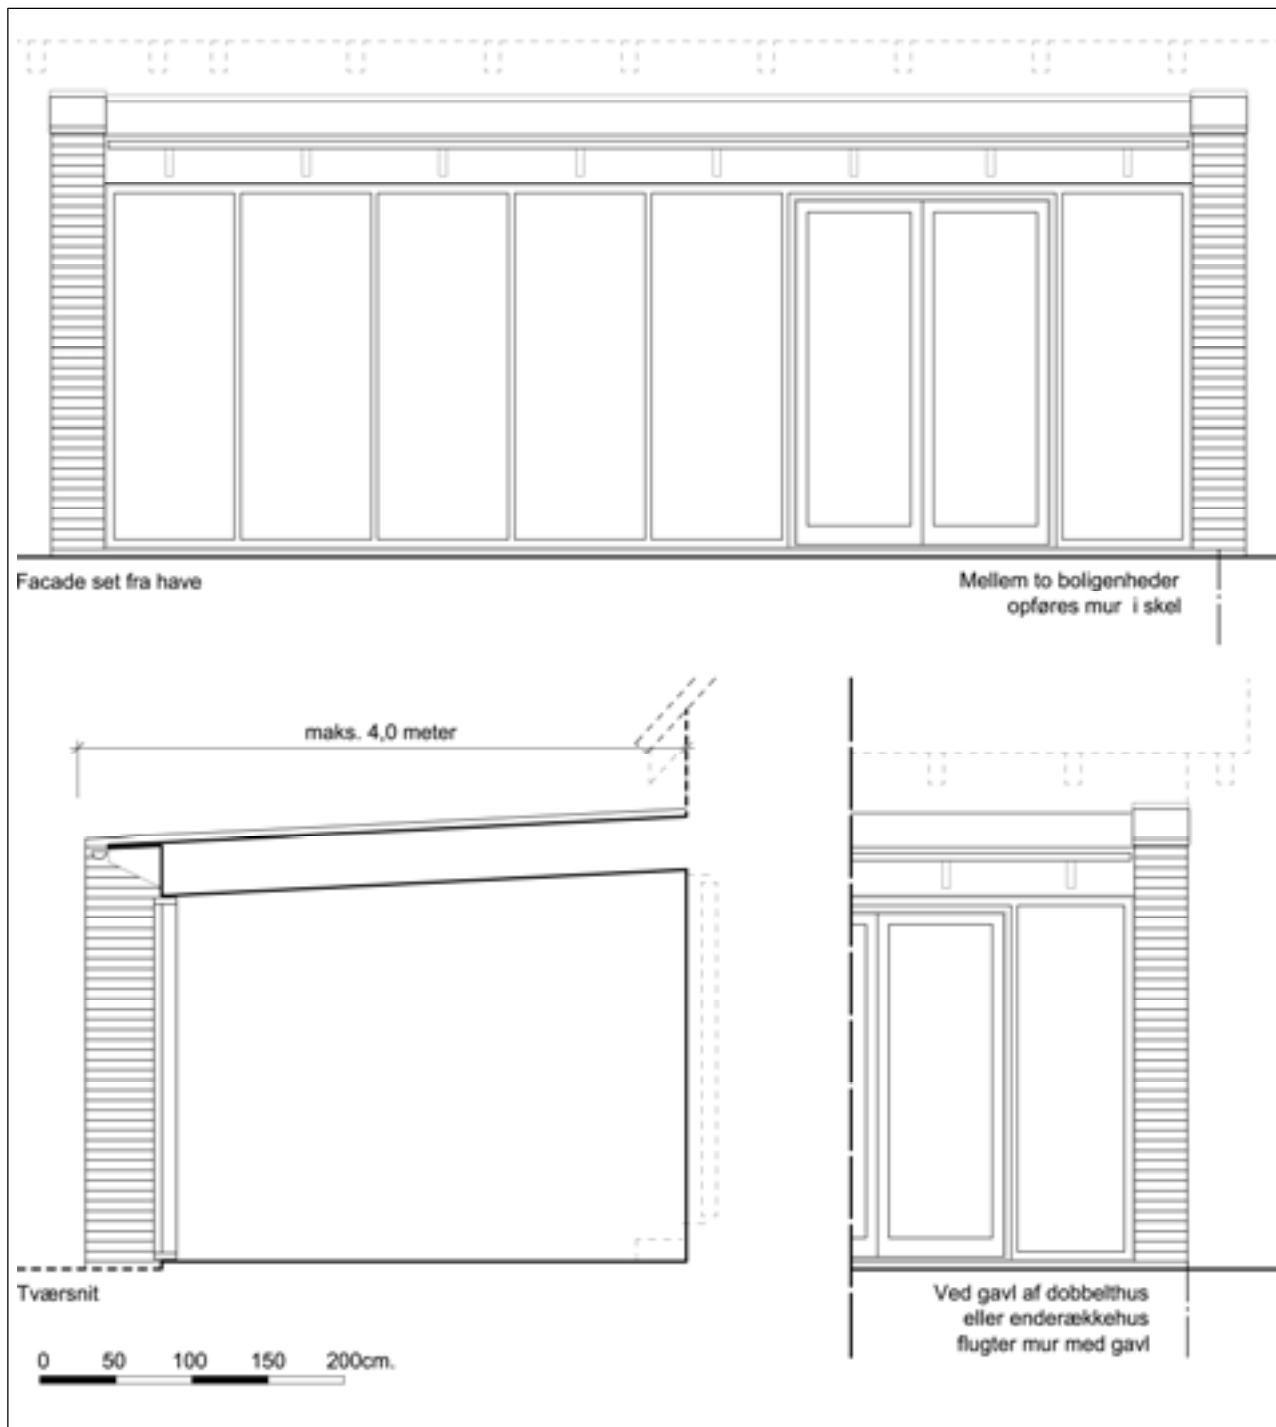 Facade set fra have
Mellem to boligenheder
opføres mur i skel
maks. 4,0 meter
Tværsnit
Ved gavl af dobbelthus
eller enderækkehus
flugter mur med gavl
0 50 100 150 200cm.